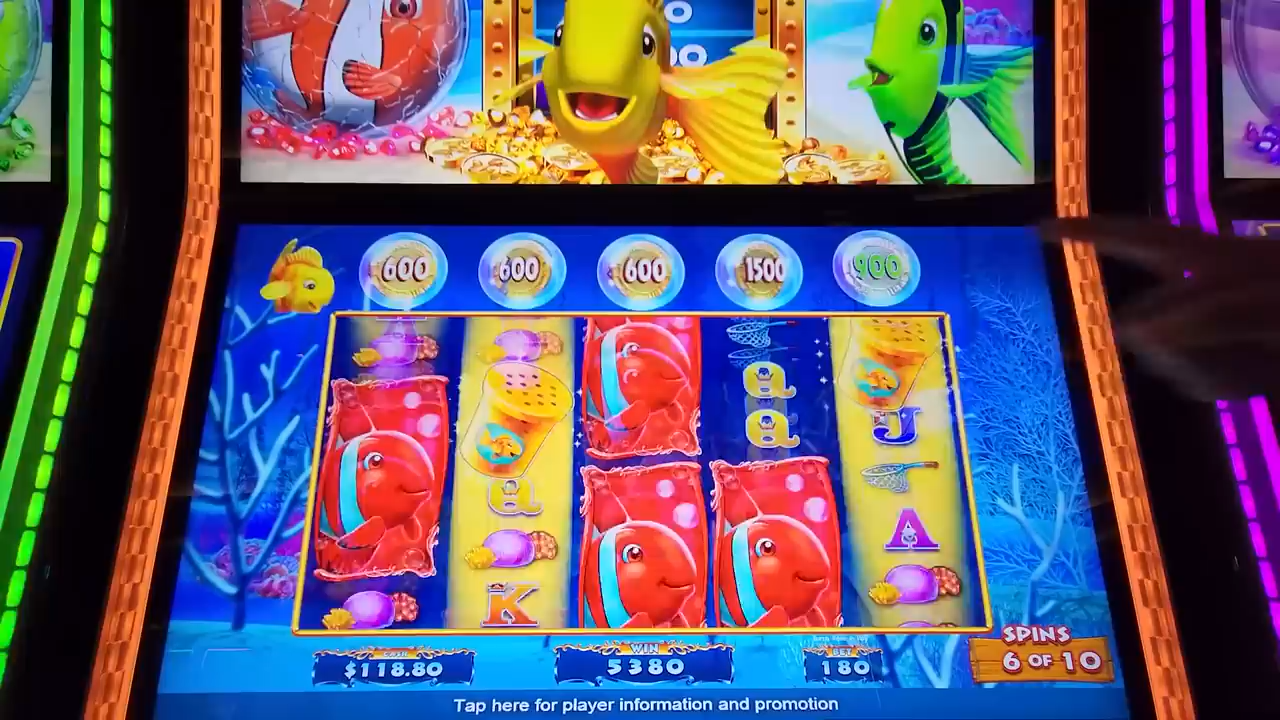 600 600 600 1500 900
A
Q
Q
Q
J
A
K
CASH
$118.80
WIN
5380
BET
180
SPINS
6 OF 10
Tap here for player information and promotion